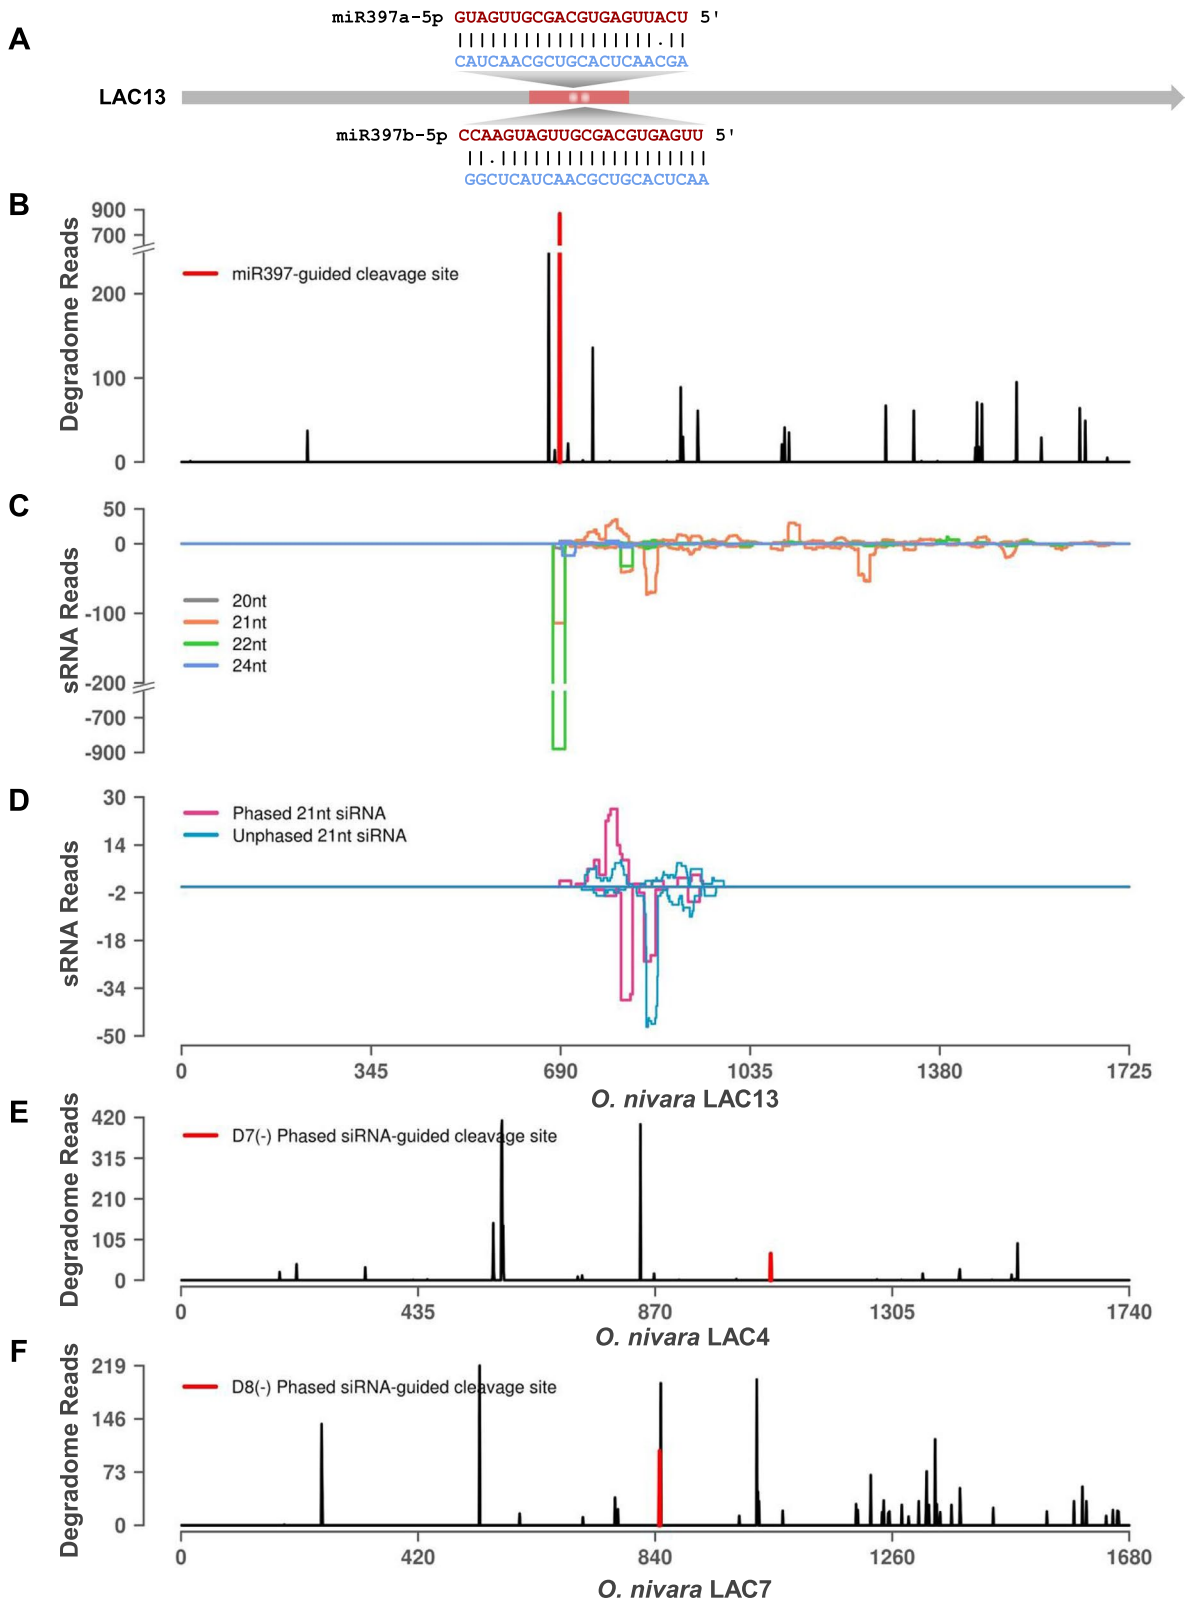 A
miR397a-5p GUAGUUGCGACGUGAGUUACU 5'
CAUCAACGCUGCACUCAACGA
LAC13
miR397b-5p CCAAGUAGUUGCGACGUGAGUU 5'
GGCUCAUCAACGCUGCACUCAA
B
Degradome Reads
900
700
200
100
0
miR397-guided cleavage site
C
sRNA Reads
50
0
-100
-200
-700
-900
20nt
21nt
22nt
24nt
D
sRNA Reads
30
14
-2
-18
-34
-50
Phased 21nt siRNA
Unphased 21nt siRNA
0 345 690 1035 1380 1725
O. nivara LAC13
E
Degradome Reads
420
315
210
105
0
D7(-) Phased siRNA-guided cleavage site
0 435 870 1305 1740
O. nivara LAC4
F
Degradome Reads
219
146
73
0
D8(-) Phased siRNA-guided cleavage site
0 420 840 1260 1680
O. nivara LAC7